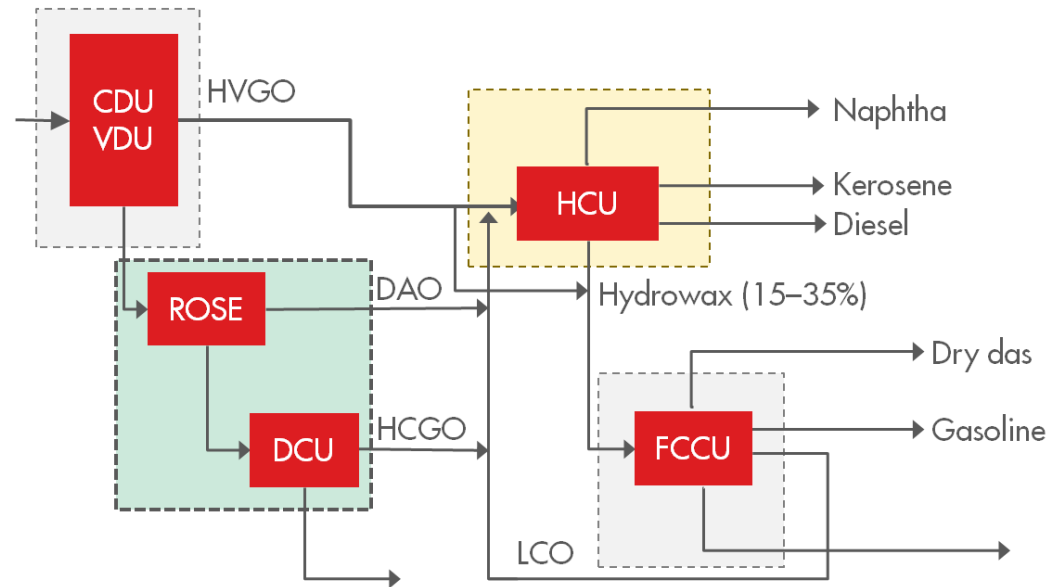 CDU
VDU
HVGO
HCU
Naphtha
Kerosene
Diesel
ROSE
DAO
Hydrowax (15–35%)
DCU
HCGO
FCCU
Dry das
Gasoline
LCO